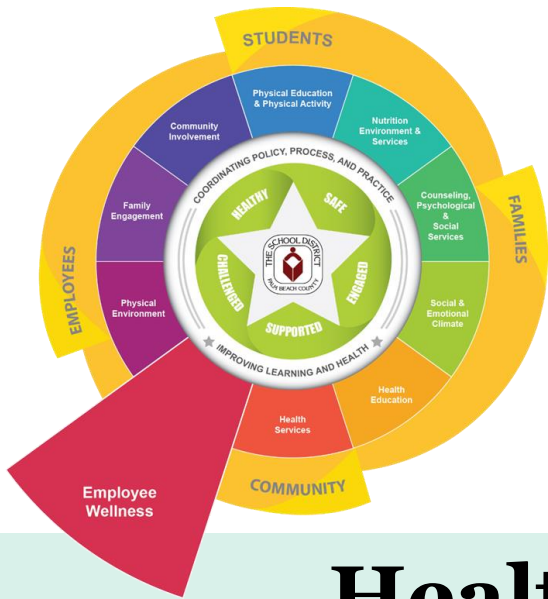 STUDENTS
Physical Education
& Physical Activity
Nutrition
Environment &
Services
Counseling,
Psychological
&
Social
Services
Social &
Emotional
Climate
Health
Education
Health
Services
Employee
Wellness
Physical
Environment
Family
Engagement
Community
Involvement
FAMILIES
COMMUNITY
EMPLOYEES
COORDINATING POLICY, PROCESS, AND PRACTICE
IMPROVING LEARNING AND HEALTH
HEALTHY
SAFE
ENGAGED
SUPPORTED
CHALLENGED
THE SCHOOL DISTRICT
PALM BEACH COUNTY